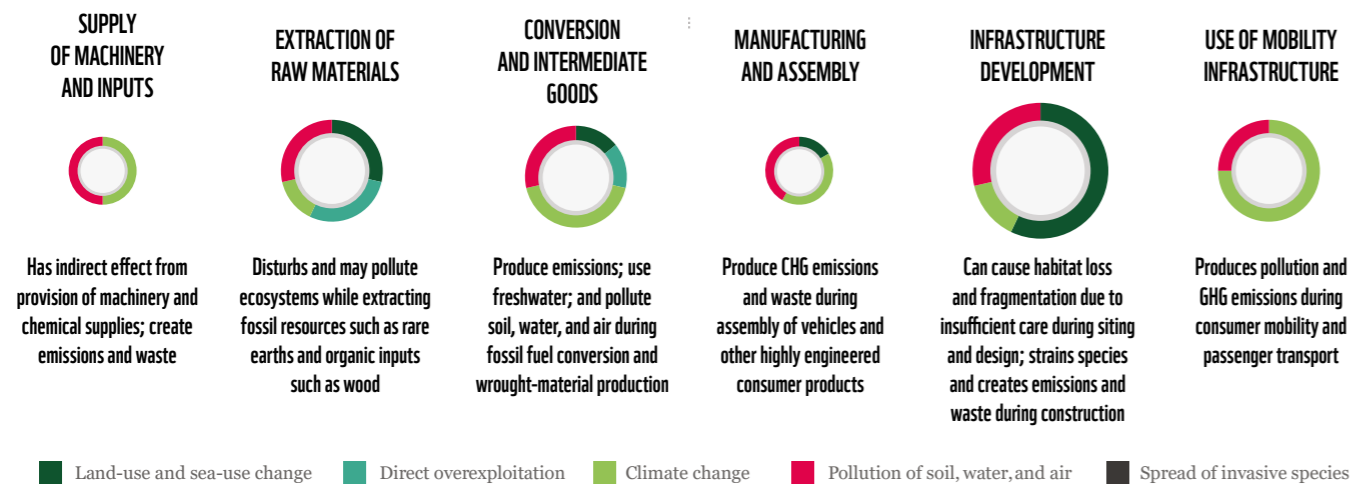 SUPPLY
OF MACHINERY
AND INPUTS
Has indirect effect from
provision of machinery and
chemical supplies; create
emissions and waste
EXTRACTION OF
RAW MATERIALS
Disturbs and may pollute
ecosystems while extracting
fossil resources such as rare
earths and organic inputs
such as wood
CONVERSION
AND INTERMEDIATE
GOODS
Produce emissions; use
freshwater; and pollute
soil, water, and air during
fossil fuel conversion and
wrought-material production
MANUFACTURING
AND ASSEMBLY
Produce CHG emissions
and waste during
assembly of vehicles and
other highly engineered
consumer products
INFRASTRUCTURE
DEVELOPMENT
Can cause habitat loss
and fragmentation due to
insufficient care during siting
and design; strains species
and creates emissions and
waste during construction
USE OF MOBILITY
INFRASTRUCTURE
Produces pollution and
GHG emissions during
consumer mobility and
passenger transport
Land-use and sea-use change
Direct overexploitation
Climate change
Pollution of soil, water, and air
Spread of invasive species